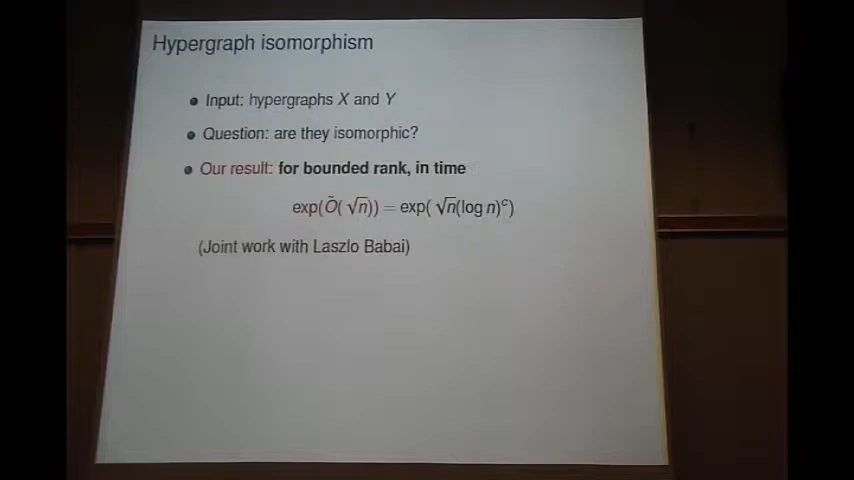 Hypergraph isomorphism
Input: hypergraphs X and Y
Question: are they isomorphic?
Our result: for bounded rank, in time
exp(Õ(√n)) = exp(√n(log n)ᶜ)
(Joint work with Laszlo Babai)